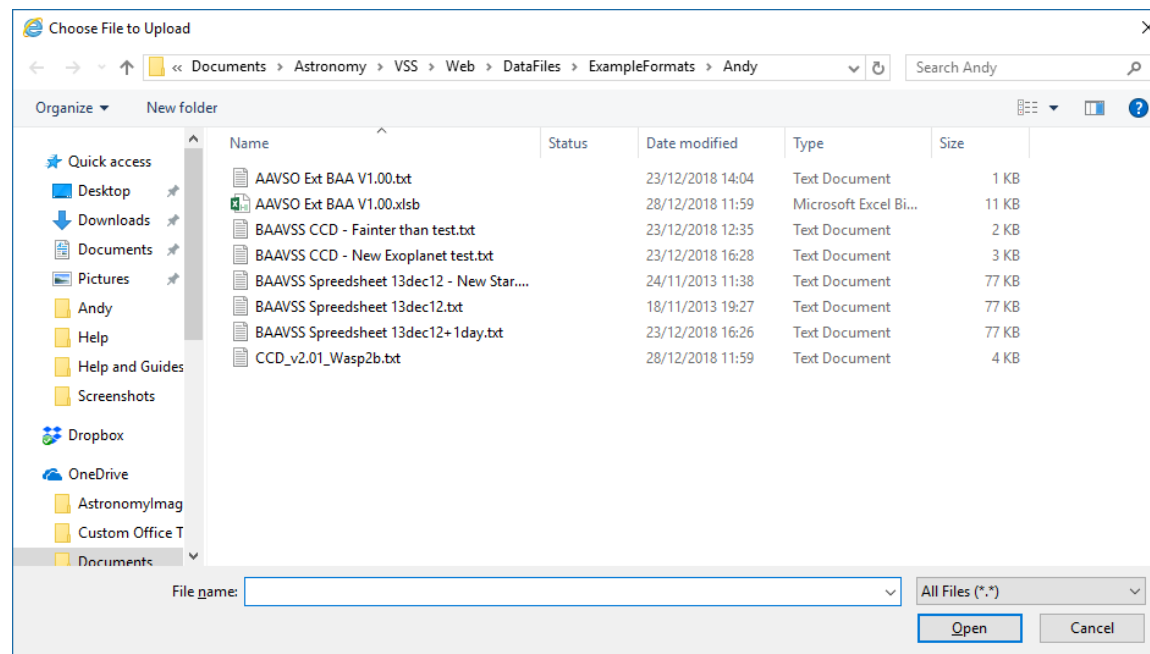 Choose File to Upload
« Documents > Astronomy > VSS > Web > DataFiles > ExampleFormats > Andy
Search Andy
Organize New folder
Name Status Date modified Type Size
Quick access
Desktop
Downloads
Documents
Pictures
Andy
Help
Help and Guides
Screenshots
Dropbox
OneDrive
AstronomyImag
Custom Office T
Documents
AAVSO Ext BAA V1.00.txt 23/12/2018 14:04 Text Document 1 KB
AAVSO Ext BAA V1.00.xlsb 28/12/2018 11:59 Microsoft Excel Bi... 11 KB
BAAVSS CCD - Fainter than test.txt 23/12/2018 12:35 Text Document 2 KB
BAAVSS CCD - New Exoplanet test.txt 23/12/2018 16:28 Text Document 3 KB
BAAVSS Spreedsheet 13dec12 - New Star.... 24/11/2013 11:38 Text Document 77 KB
BAAVSS Spreedsheet 13dec12.txt 18/11/2013 19:27 Text Document 77 KB
BAAVSS Spreedsheet 13dec12+1day.txt 23/12/2018 16:26 Text Document 77 KB
CCD_v2.01_Wasp2b.txt 28/12/2018 11:59 Text Document 4 KB
File name:
All Files (*.*)
Open Cancel